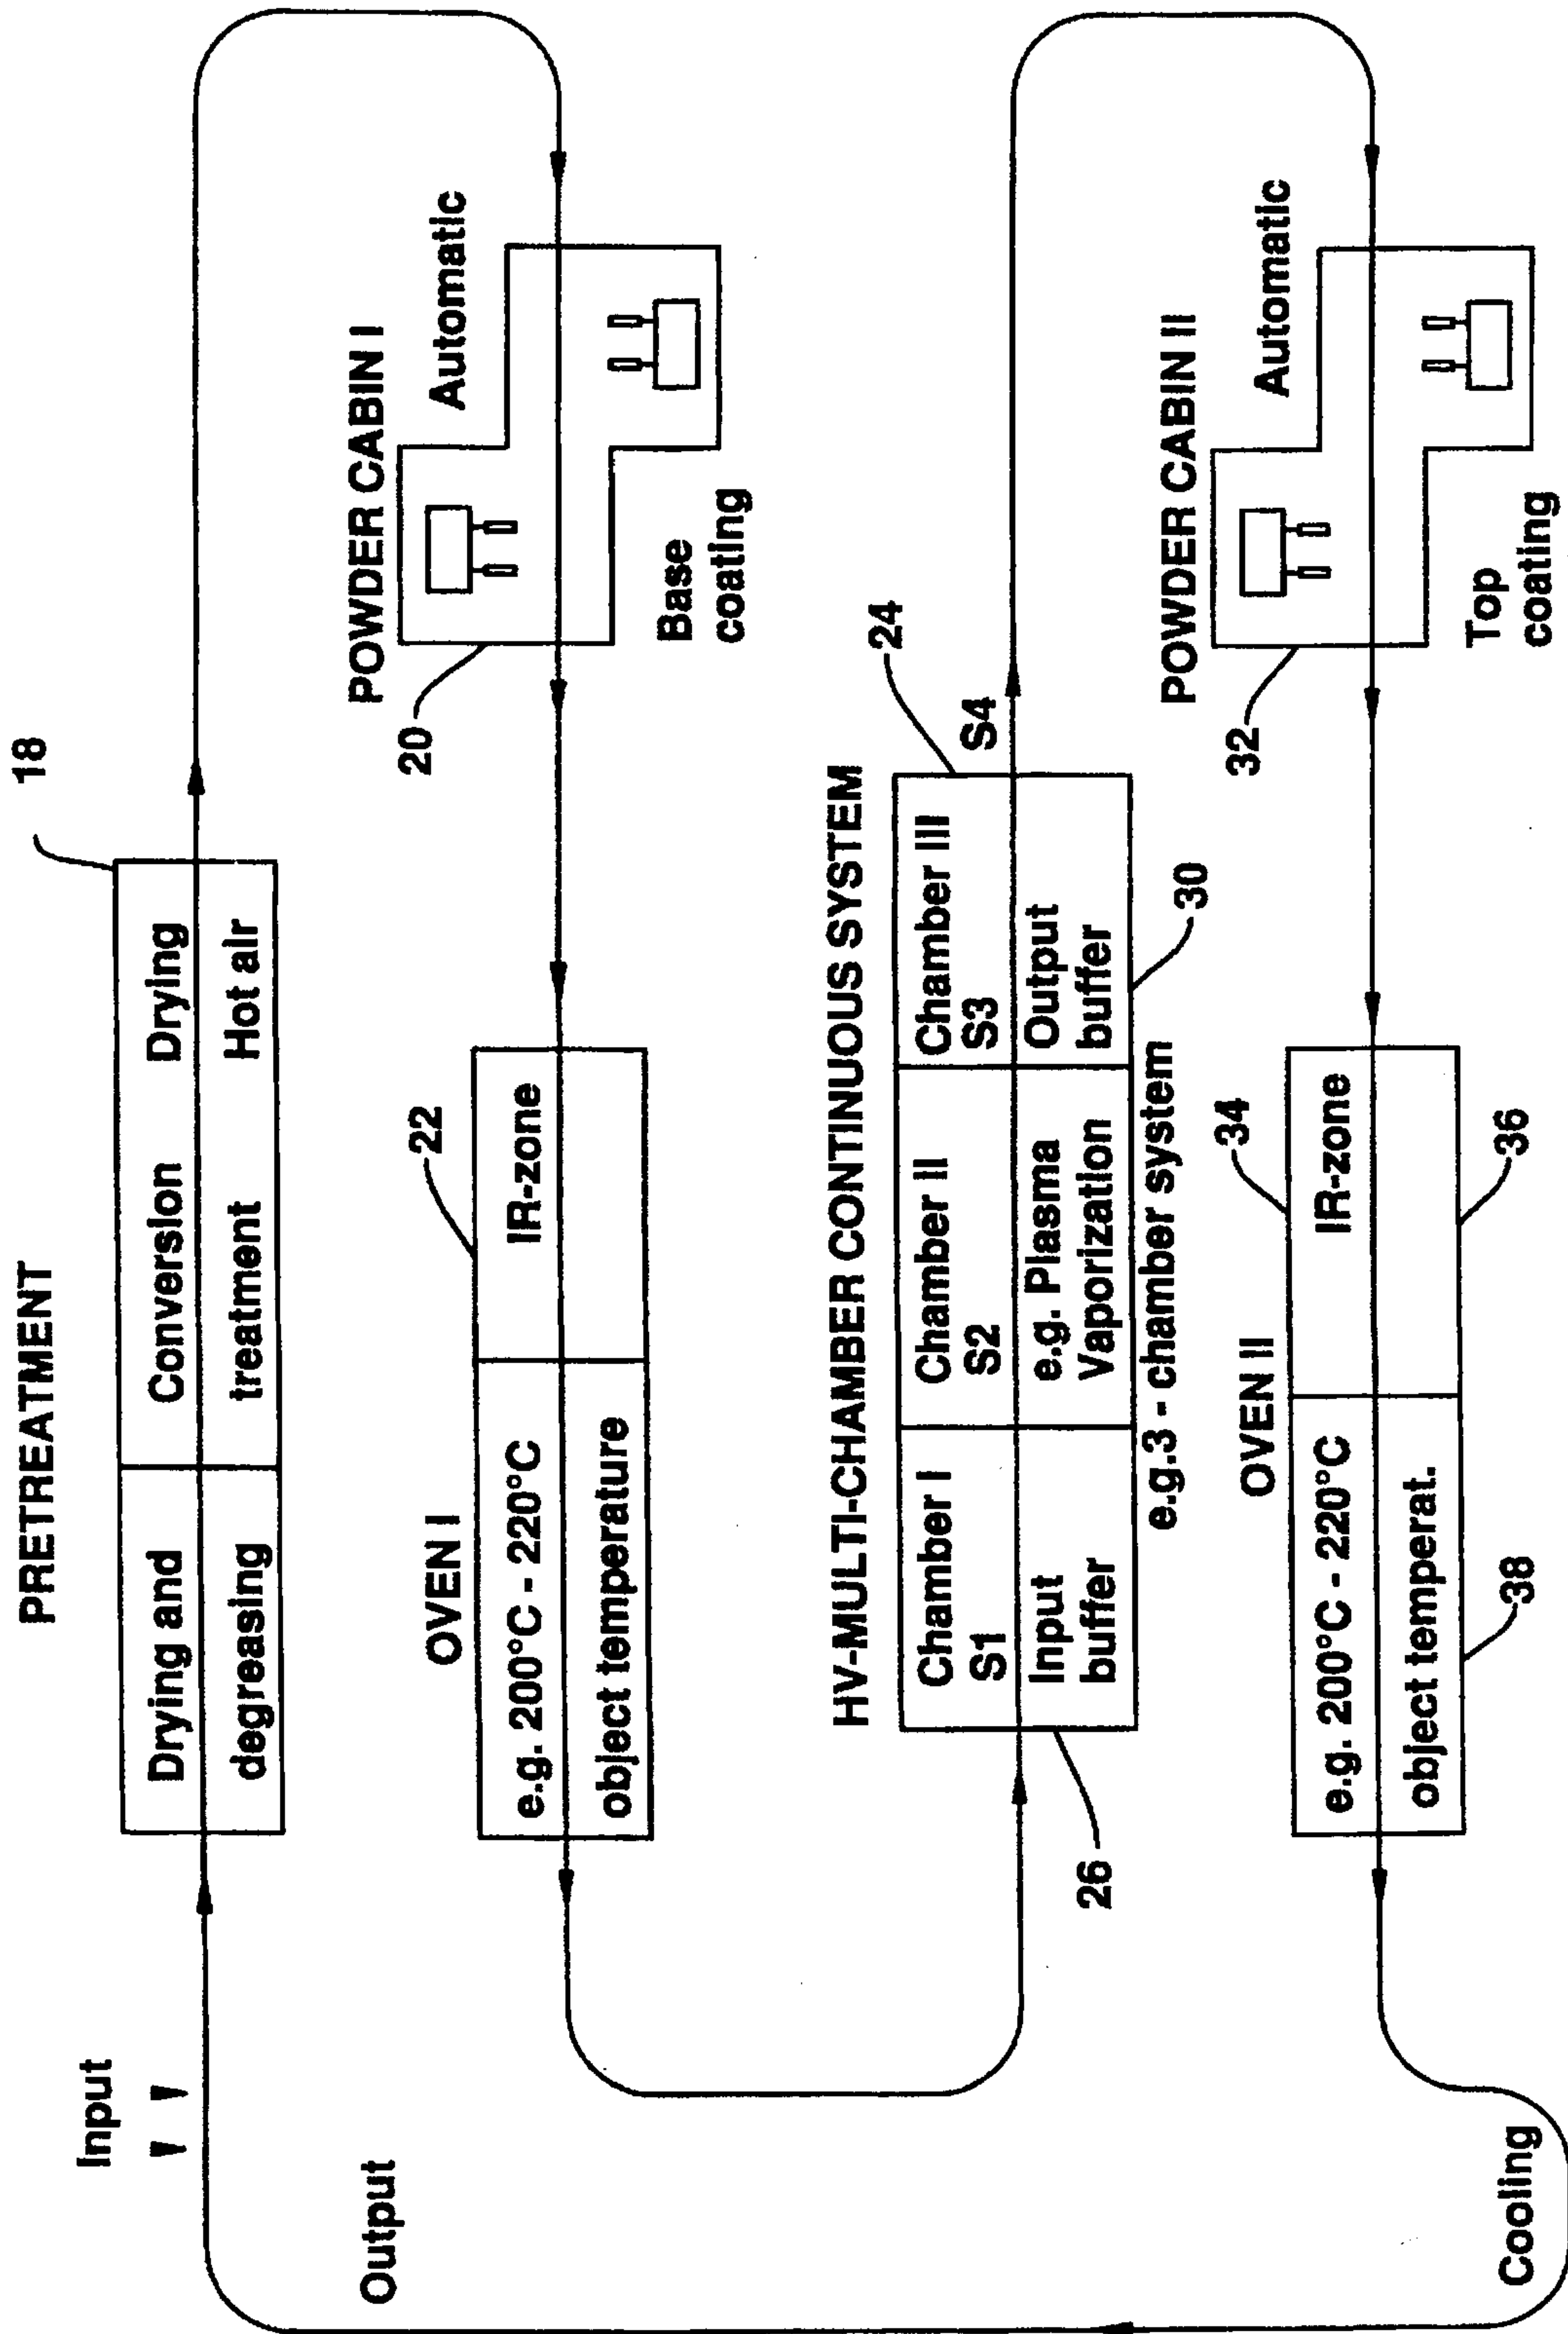 PRETREATMENT
18
Input
Drying and
degreasing
Conversion
treatment
Drying
Hot air
Output
POWDER CABIN I
Automatic
20
Base
coating
OVEN I
22
IR-zone
e.g. 200°C - 220°C
object temperature
HV-MULTI-CHAMBER CONTINUOUS SYSTEM
24
S4
Chamber I
S1
Input
buffer
Chamber II
S2
e.g. Plasma
Vaporization
Chamber III
S3
Output
buffer
26
30
e.g.3 - chamber system
POWDER CABIN II
Automatic
32
Top
coating
OVEN II
34
IR-zone
36
e.g. 200°C - 220°C
object temperat.
38
Cooling